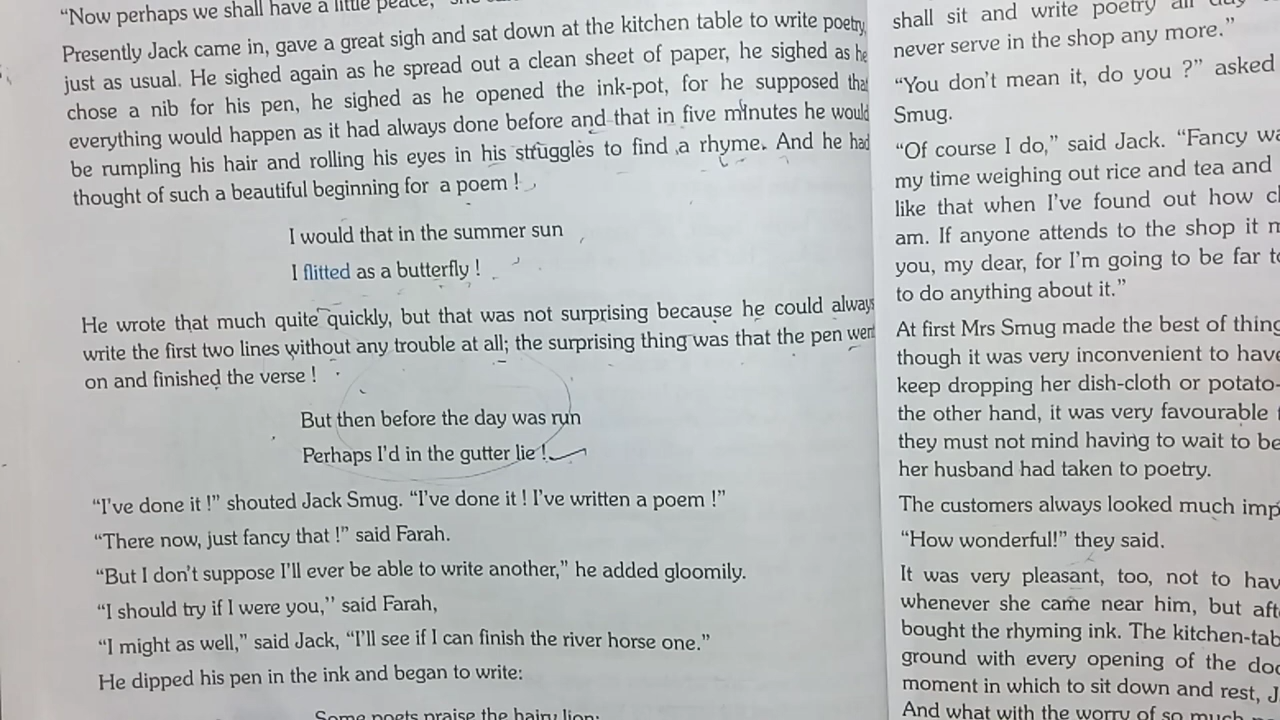 “Now perhaps we shall have a little peace,”
Presently Jack came in, gave a great sigh and sat down at the kitchen table to write poetry,
just as usual. He sighed again as he spread out a clean sheet of paper, he sighed as he
chose a nib for his pen, he sighed as he opened the ink-pot, for he supposed that
everything would happen as it had always done before and that in five minutes he would
be rumpling his hair and rolling his eyes in his struggles to find a rhyme. And he had
thought of such a beautiful beginning for a poem !
I would that in the summer sun
I flitted as a butterfly !
He wrote that much quite quickly, but that was not surprising because he could always
write the first two lines without any trouble at all; the surprising thing was that the pen went
on and finished the verse !
But then before the day was run
Perhaps I’d in the gutter lie !
“I’ve done it !” shouted Jack Smug. “I’ve done it ! I’ve written a poem !”
“There now, just fancy that !” said Farah.
“But I don’t suppose I’ll ever be able to write another,” he added gloomily.
“I should try if I were you,” said Farah,
“I might as well,” said Jack, “I’ll see if I can finish the river horse one.”
He dipped his pen in the ink and began to write:
Some poets praise the hairy lion;
shall sit and write poetry all day
never serve in the shop any more.”
“You don’t mean it, do you ?” asked
Smug.
“Of course I do,” said Jack. “Fancy
my time weighing out rice and tea and
like that when I’ve found out how
am. If anyone attends to the shop it
you, my dear, for I’m going to be far
to do anything about it.”
At first Mrs Smug made the best of
though it was very inconvenient to have
keep dropping her dish-cloth or potato-
the other hand, it was very favourable
they must not mind having to wait to be
her husband had taken to poetry.
The customers always looked much
“How wonderful!” they said.
It was very pleasant, too, not to
whenever she came near him, but
bought the rhyming ink. The
ground with every opening of the
moment in which to sit down and rest,
And what with the worry of so much